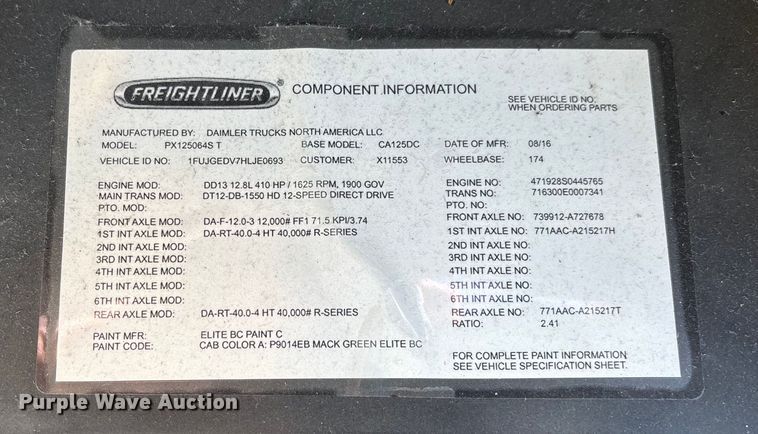 FREIGHTLINER® COMPONENT INFORMATION
SEE VEHICLE ID NO:
WHEN ORDERING PARTS
MANUFACTURED BY: DAIMLER TRUCKS NORTH AMERICA LLC
MODEL: PX125064S T BASE MODEL: CA125DC DATE OF MFR: 08/16
VEHICLE ID NO: 1FUJGEDV7HLJE0693 CUSTOMER: X11553 WHEELBASE: 174
ENGINE MOD: DD13 12.8L 410 HP / 1625 RPM, 1900 GOV ENGINE NO: 471928S0445765
MAIN TRANS MOD: DT12-DB-1550 HD 12-SPEED DIRECT DRIVE TRANS NO: 716300E0007341
PTO. MOD: PTO. NO:
FRONT AXLE MOD: DA-F-12.0-3 12,000# FF1 71.5 KPI/3.74 FRONT AXLE NO: 739912-A727678
1ST INT AXLE MOD: DA-RT-40.0-4 HT 40,000# R-SERIES 1ST INT AXLE NO: 771AAC-A215217H
2ND INT AXLE MOD: 2ND INT AXLE NO:
3RD INT AXLE MOD: 3RD INT AXLE NO:
4TH INT AXLE MOD: 4TH INT AXLE NO:
5TH INT AXLE MOD: 5TH INT AXLE NO:
6TH INT AXLE MOD: 6TH INT AXLE NO:
REAR AXLE MOD: DA-RT-40.0-4 HT 40,000# R-SERIES REAR AXLE NO: 771AAC-A215217T
RATIO: 2.41
PAINT MFR: ELITE BC PAINT C
PAINT CODE: CAB COLOR A: P9014EB MACK GREEN ELITE BC
FOR COMPLETE PAINT INFORMATION
SEE VEHICLE SPECIFICATION SHEET.
Purple Wave Auction